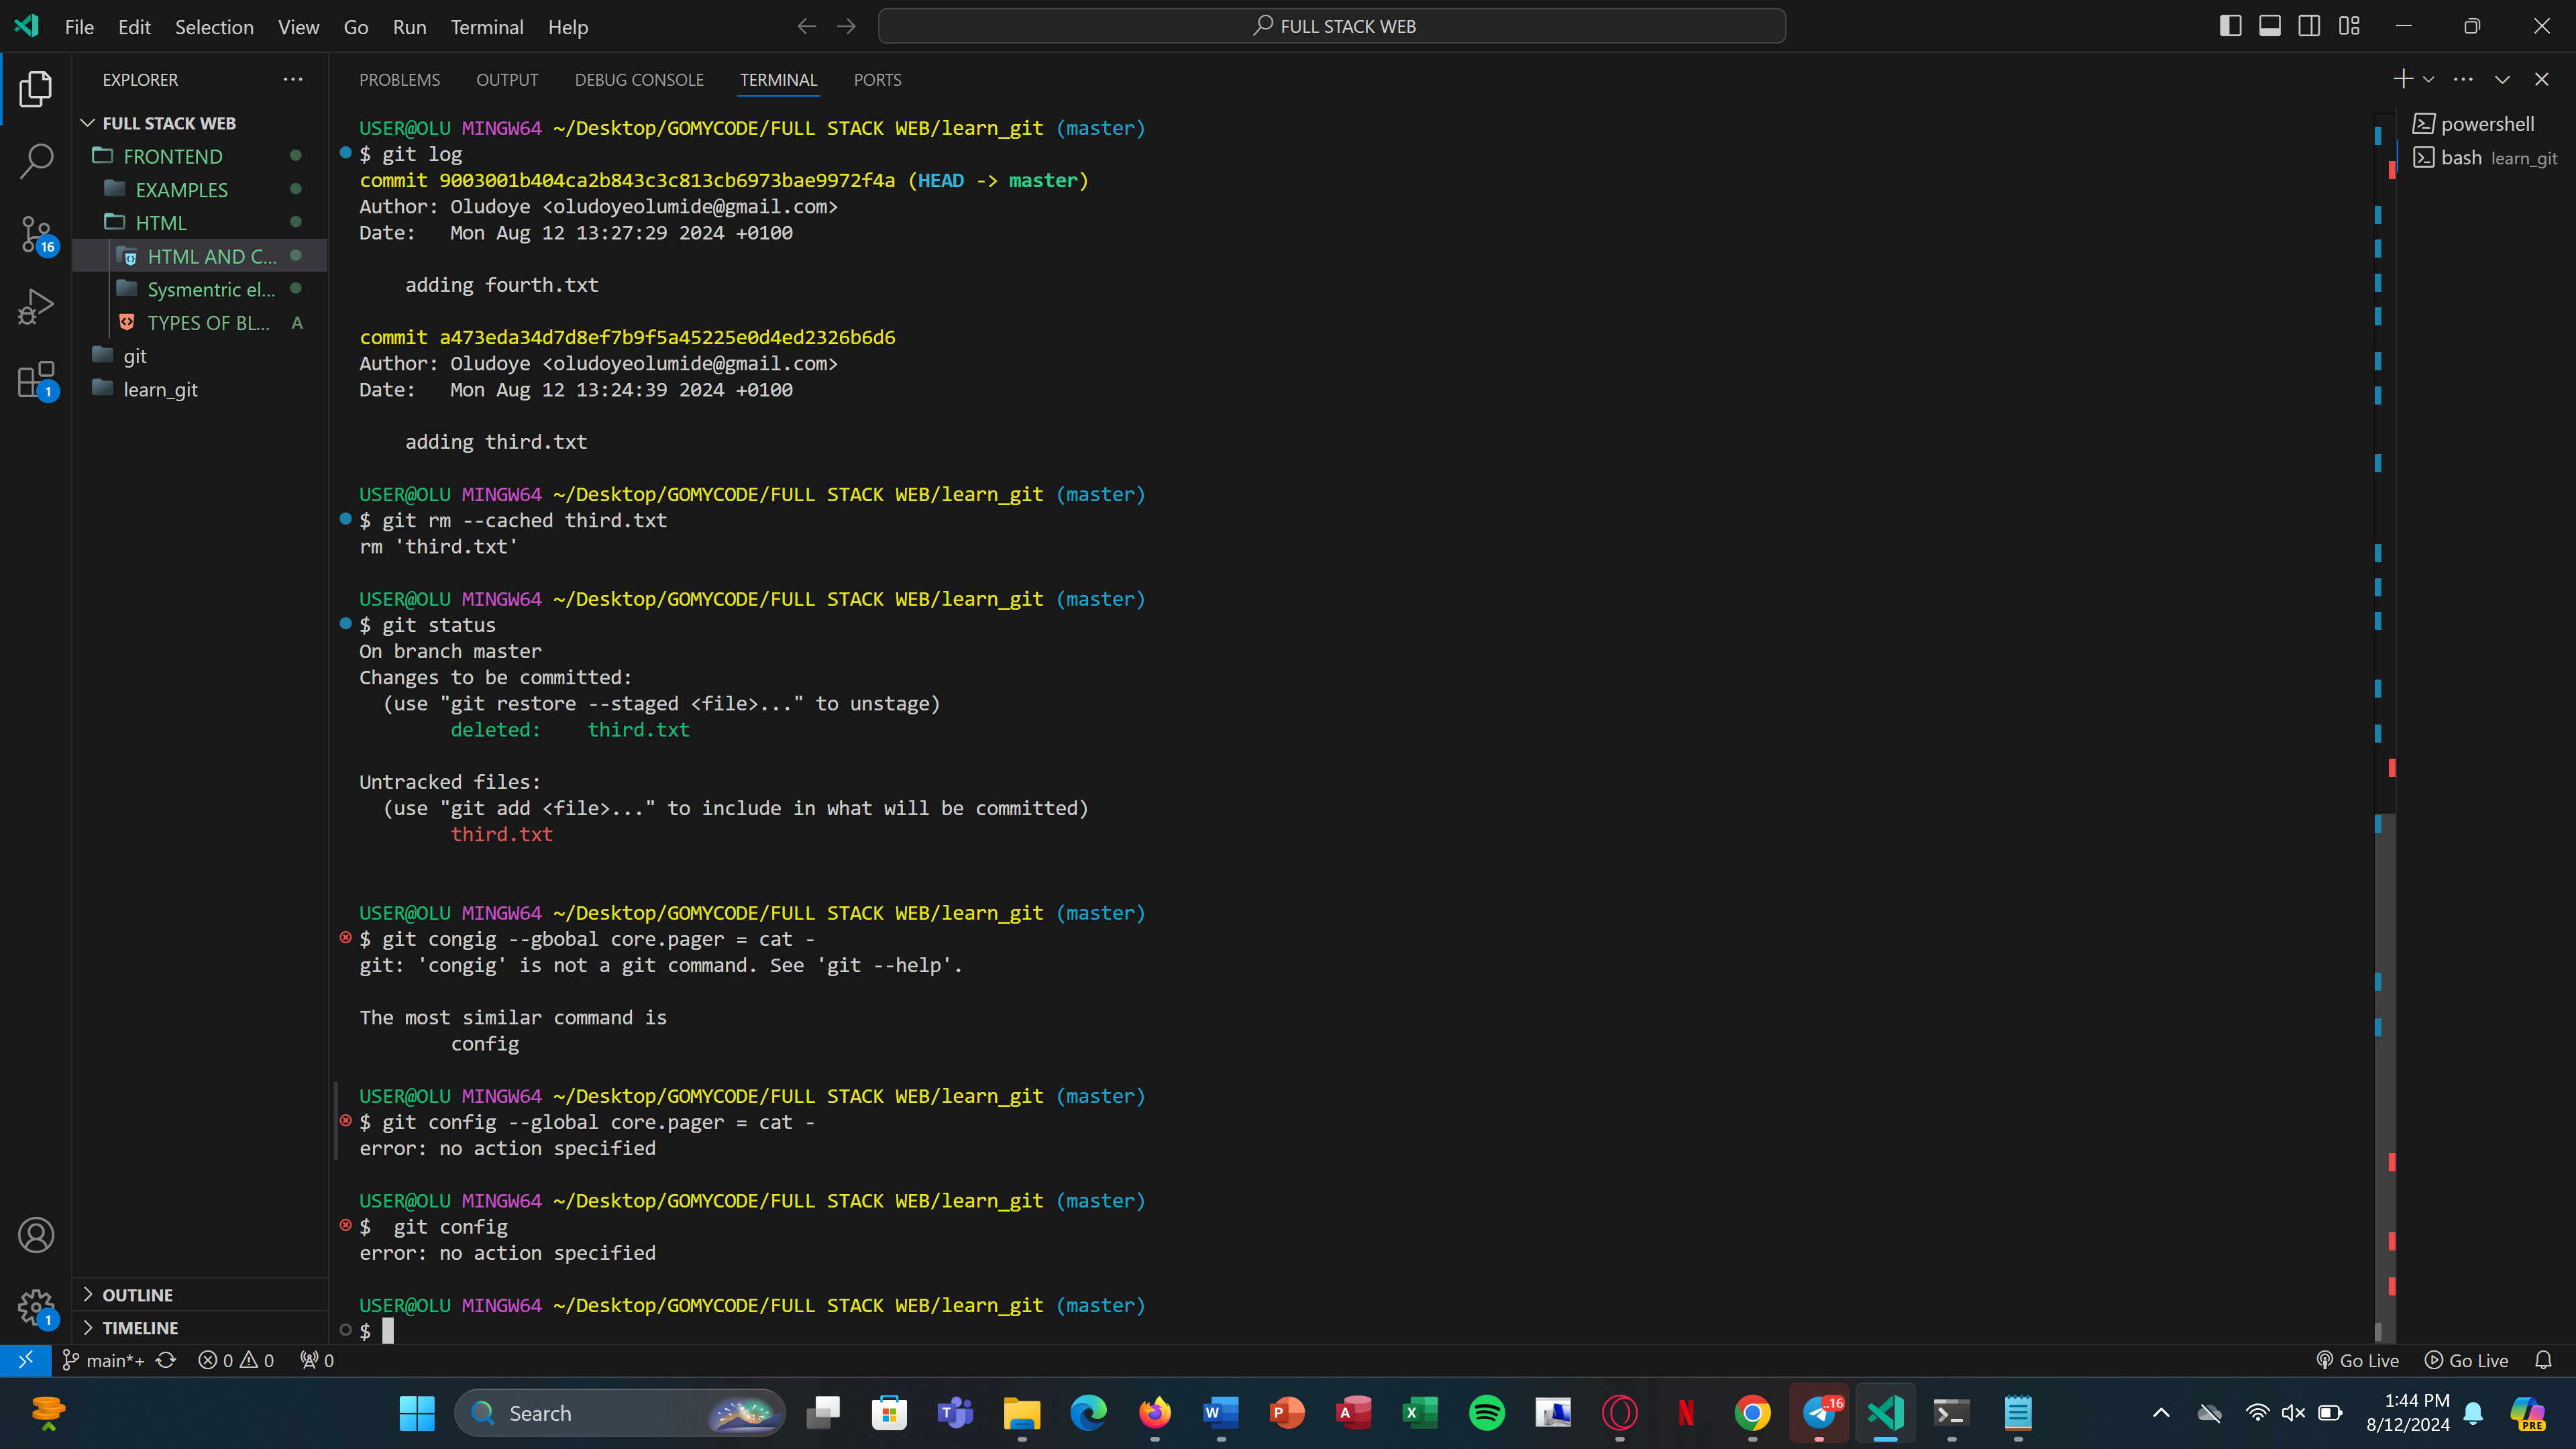 File Edit Selection View Go Run Terminal Help
FULL STACK WEB
EXPLORER
FULL STACK WEB
FRONTEND
EXAMPLES
HTML
HTML AND C...
Sysmentric el...
TYPES OF BL... A
git
learn_git
16
1
OUTLINE
1
TIMELINE
PROBLEMS OUTPUT DEBUG CONSOLE TERMINAL PORTS
USER@OLU MINGW64 ~/Desktop/GOMYCODE/FULL STACK WEB/learn_git (master)
$ git log
commit 9003001b404ca2b843c3c813cb6973bae9972f4a (HEAD -> master)
Author: Oludoye <oludoyeolumide@gmail.com>
Date:   Mon Aug 12 13:27:29 2024 +0100
adding fourth.txt
commit a473eda34d7d8ef7b9f5a45225e0d4ed2326b6d6
Author: Oludoye <oludoyeolumide@gmail.com>
Date:   Mon Aug 12 13:24:39 2024 +0100
adding third.txt
USER@OLU MINGW64 ~/Desktop/GOMYCODE/FULL STACK WEB/learn_git (master)
$ git rm --cached third.txt
rm 'third.txt'
USER@OLU MINGW64 ~/Desktop/GOMYCODE/FULL STACK WEB/learn_git (master)
$ git status
On branch master
Changes to be committed:
(use "git restore --staged <file>..." to unstage)
deleted:    third.txt
Untracked files:
(use "git add <file>..." to include in what will be committed)
third.txt
USER@OLU MINGW64 ~/Desktop/GOMYCODE/FULL STACK WEB/learn_git (master)
$ git congig --gbobal core.pager = cat -
git: 'congig' is not a git command. See 'git --help'.
The most similar command is
config
USER@OLU MINGW64 ~/Desktop/GOMYCODE/FULL STACK WEB/learn_git (master)
$ git config --global core.pager = cat -
error: no action specified
USER@OLU MINGW64 ~/Desktop/GOMYCODE/FULL STACK WEB/learn_git (master)
$  git config
error: no action specified
USER@OLU MINGW64 ~/Desktop/GOMYCODE/FULL STACK WEB/learn_git (master)
$
powershell
bash learn_git
main*+ 0 0 0 Go Live Go Live
Search
T W P A X N ..16
1:44 PM
8/12/2024
PRE